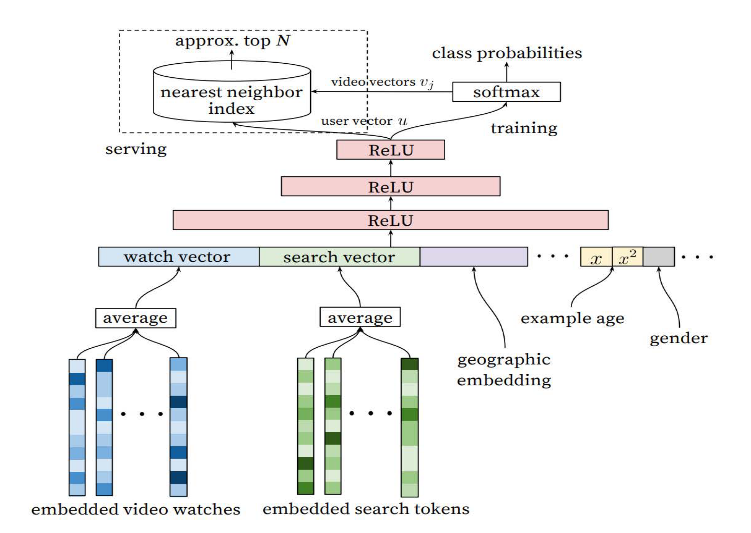 approx. top N
class probabilities
nearest neighbor
index
video vectors v_j
softmax
user vector u
training
serving
ReLU
ReLU
ReLU
watch vector
search vector
...
x
x²
...
average
average
example age
gender
geographic
embedding
...
...
embedded video watches
embedded search tokens